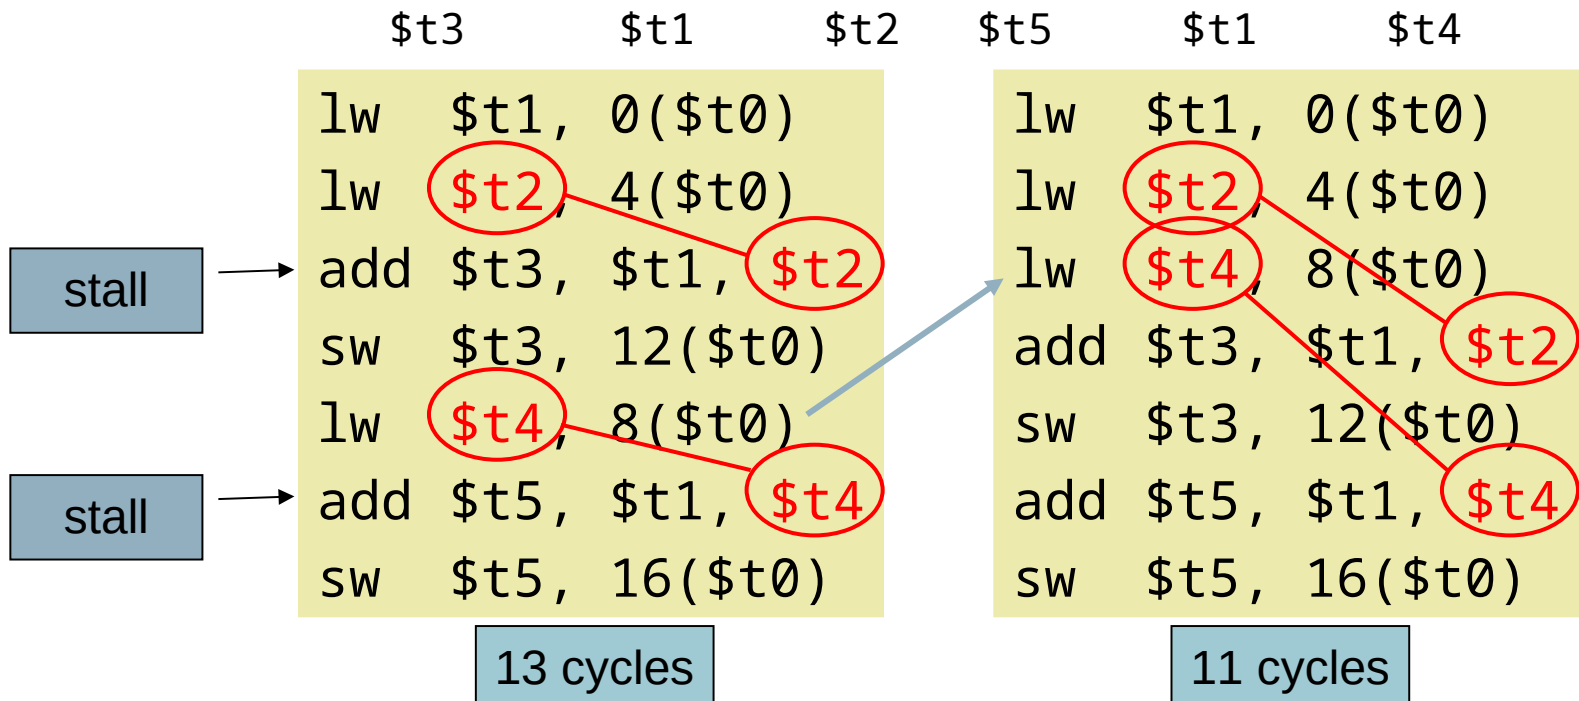 $t3 $t1 $t2 $t5 $t1 $t4
lw $t1, 0($t0)
lw $t2, 4($t0)
add $t3, $t1, $t2
sw $t3, 12($t0)
lw $t4, 8($t0)
add $t5, $t1, $t4
sw $t5, 16($t0)
stall
stall
13 cycles
lw $t1, 0($t0)
lw $t2, 4($t0)
lw $t4, 8($t0)
add $t3, $t1, $t2
sw $t3, 12($t0)
add $t5, $t1, $t4
sw $t5, 16($t0)
11 cycles